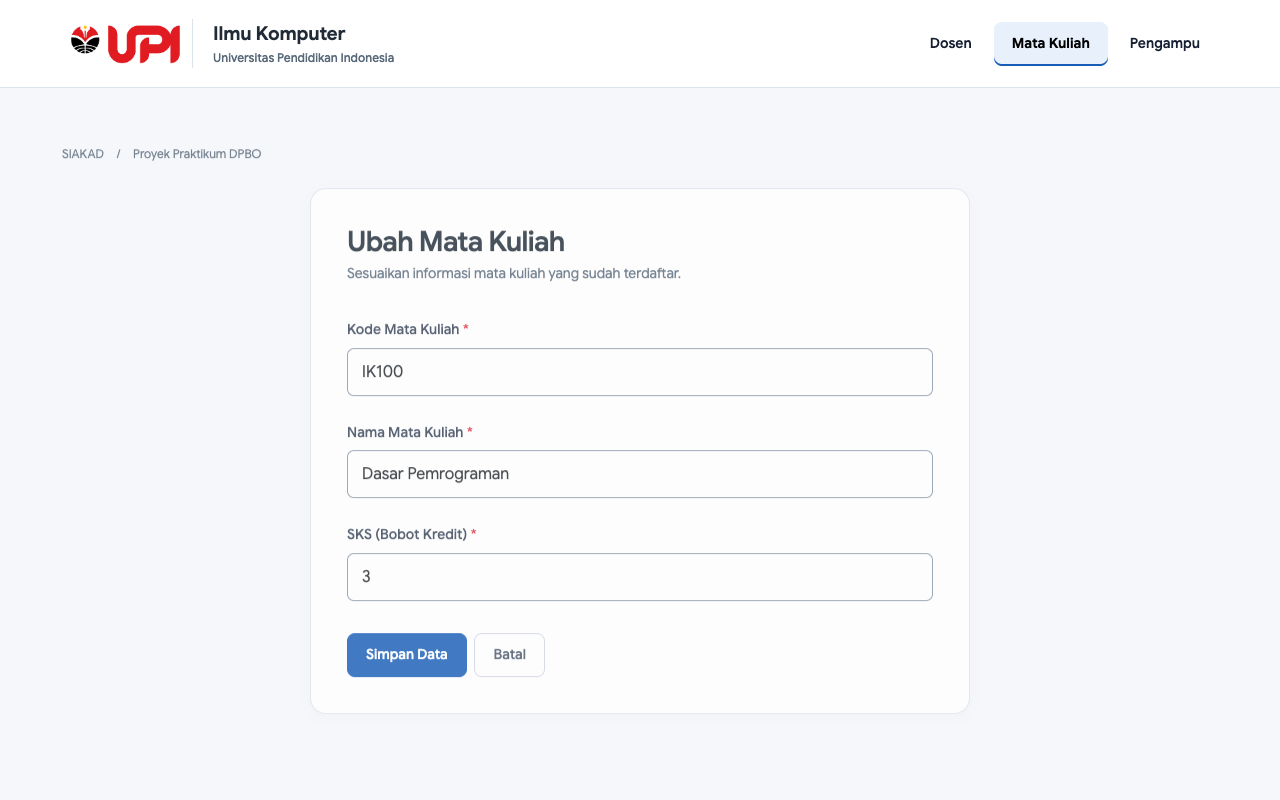 UPI
Ilmu Komputer
Universitas Pendidikan Indonesia
Dosen
Mata Kuliah
Pengampu
SIAKAD / Proyek Praktikum DPBO
Ubah Mata Kuliah
Sesuaikan informasi mata kuliah yang sudah terdaftar.
Kode Mata Kuliah *
IK100
Nama Mata Kuliah *
Dasar Pemrograman
SKS (Bobot Kredit) *
3
Simpan Data
Batal